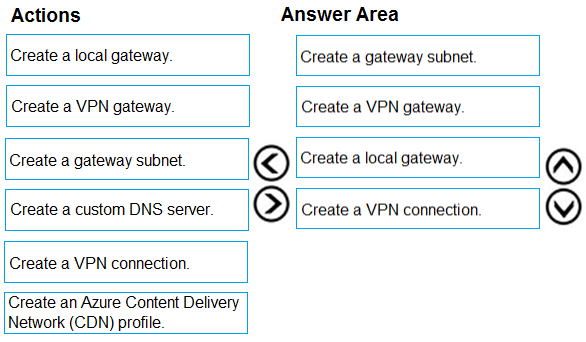 Actions
Create a local gateway.
Create a VPN gateway.
Create a gateway subnet.
Create a custom DNS server.
Create a VPN connection.
Create an Azure Content Delivery
Network (CDN) profile.
Answer Area
Create a gateway subnet.
Create a VPN gateway.
Create a local gateway.
Create a VPN connection.